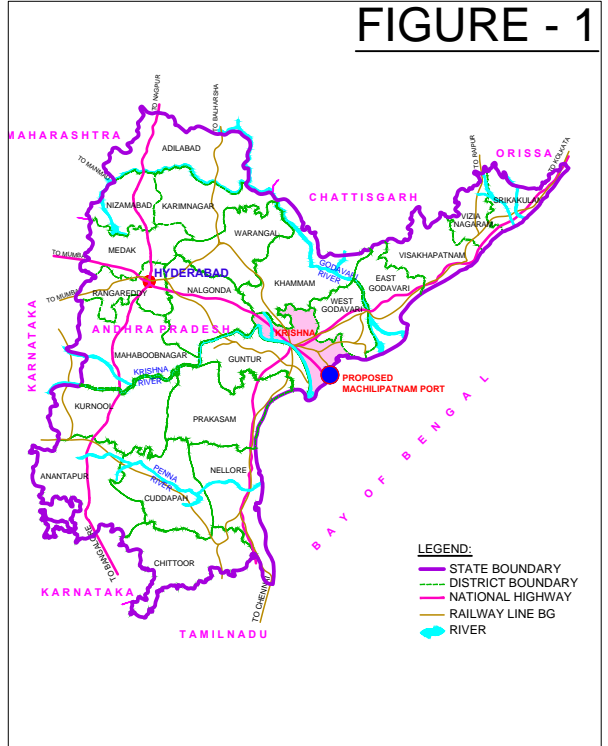 FIGURE - 1
TO NAGPUR
TO BALHARSHA
MAHARASHTRA
ADILABAD
TO RAIPUR
TO KOLKATA
ORISSA
TO MANMAD
CHATTISGARH
NIZAMABAD
KARIMNAGAR
SRIKAKULAM
VIZIA
NAGARAM
WARANGAL
MEDAK
VISAKHAPATNAM
TO MUMBAI
HYDERABAD
GODAVARI
RIVER
KHAMMAM
EAST
GODAVARI
TO MUMBAI
RANGAREDDY
NALGONDA
WEST
GODAVARI
KARNATAKA
ANDHRA PRADESH
KRISHNA
MAHABOOBNAGAR
GUNTUR
KRISHNA
RIVER
PROPOSED
MACHILIPATNAM PORT
KURNOOL
PRAKASAM
BAY OF BENGAL
ANANTAPUR
PENNA
RIVER
NELLORE
CUDDAPAH
TO BANGALORE
CHITTOOR
KARNATAKA
TO CHENNAI
TAMILNADU
LEGEND:
STATE BOUNDARY
DISTRICT BOUNDARY
NATIONAL HIGHWAY
RAILWAY LINE BG
RIVER